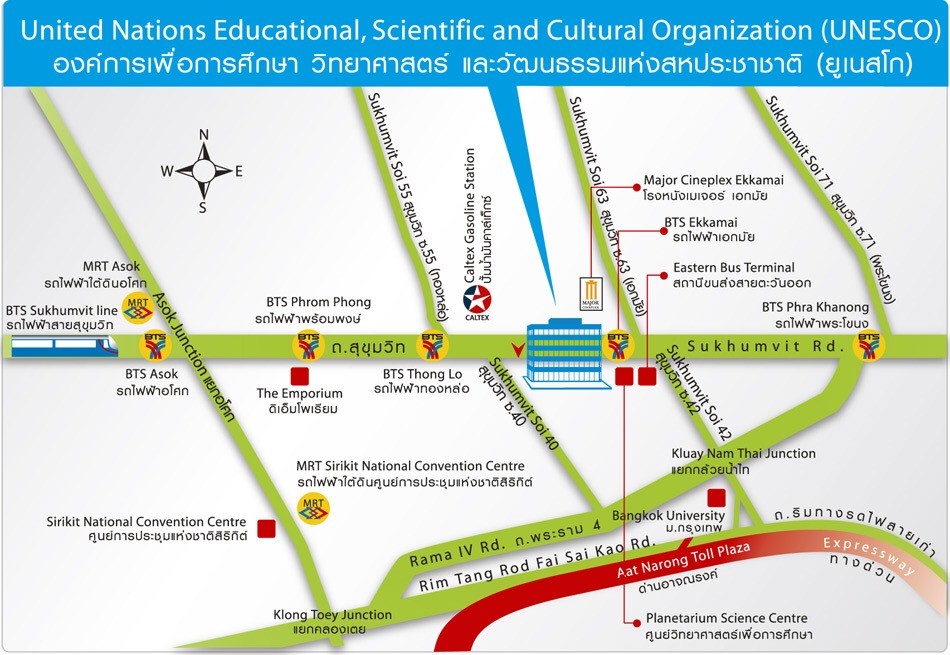 United Nations Educational, Scientific and Cultural Organization (UNESCO)
องค์การเพื่อการศึกษา วิทยาศาสตร์ และวัฒนธรรมแห่งสหประชาชาติ (ยูเนสโก)
N
W
E
S
Sukhumvit Soi 55 สุขุมวิท ซ.55 (ทองหล่อ)
Caltex Gasoline Station
ปั๊มน้ำมันคาล์เท็กซ์
CALTEX
Sukhumvit Soi 63 สุขุมวิท ซ.63 (เอกมัย)
Sukhumvit Soi 71 สุขุมวิท ซ.71 (พระโขนง)
Major Cineplex Ekkamai
โรงหนังเมเจอร์ เอกมัย
MAJOR
CINEPLEX
BTS Ekkamai
รถไฟฟ้าเอกมัย
Eastern Bus Terminal
สถานีขนส่งสายตะวันออก
MRT Asok
รถไฟฟ้าใต้ดินอโศก
MRT
BTS Sukhumvit line
รถไฟฟ้าสายสุขุมวิท
Asok Junction แยกอโศก
BTS Phrom Phong
รถไฟฟ้าพร้อมพงษ์
BTS Phra Khanong
รถไฟฟ้าพระโขนง
BTS
BTS
ถ.สุขุมวิท
BTS
BTS
Sukhumvit Rd.
BTS
BTS Asok
รถไฟฟ้าอโศก
The Emporium
ดิเอ็มโพเรียม
BTS Thong Lo
รถไฟฟ้าทองหล่อ
Sukhumvit Soi 40
สุขุมวิท ซ.40
Sukhumvit Soi 42
สุขุมวิท ซ.42
Kluay Nam Thai Junction
แยกกล้วยน้ำไท
MRT Sirikit National Convention Centre
รถไฟฟ้าใต้ดินศูนย์การประชุมแห่งชาติสิริกิต์
MRT
Sirikit National Convention Centre
ศูนย์การประชุมแห่งชาติสิริกิต์
Bangkok University
ม.กรุงเทพ
Rama IV Rd. ถ.พระราม 4
Rim Tang Rod Fai Sai Kao Rd.
ถ.ริมทางรถไฟสายเก่า
Aat Narong Toll Plaza
ด่านอาจณรงค์
Expressway
ทางด่วน
Klong Toey Junction
แยกคลองเตย
Planetarium Science Centre
ศูนย์วิทยาศาสตร์เพื่อการศึกษา